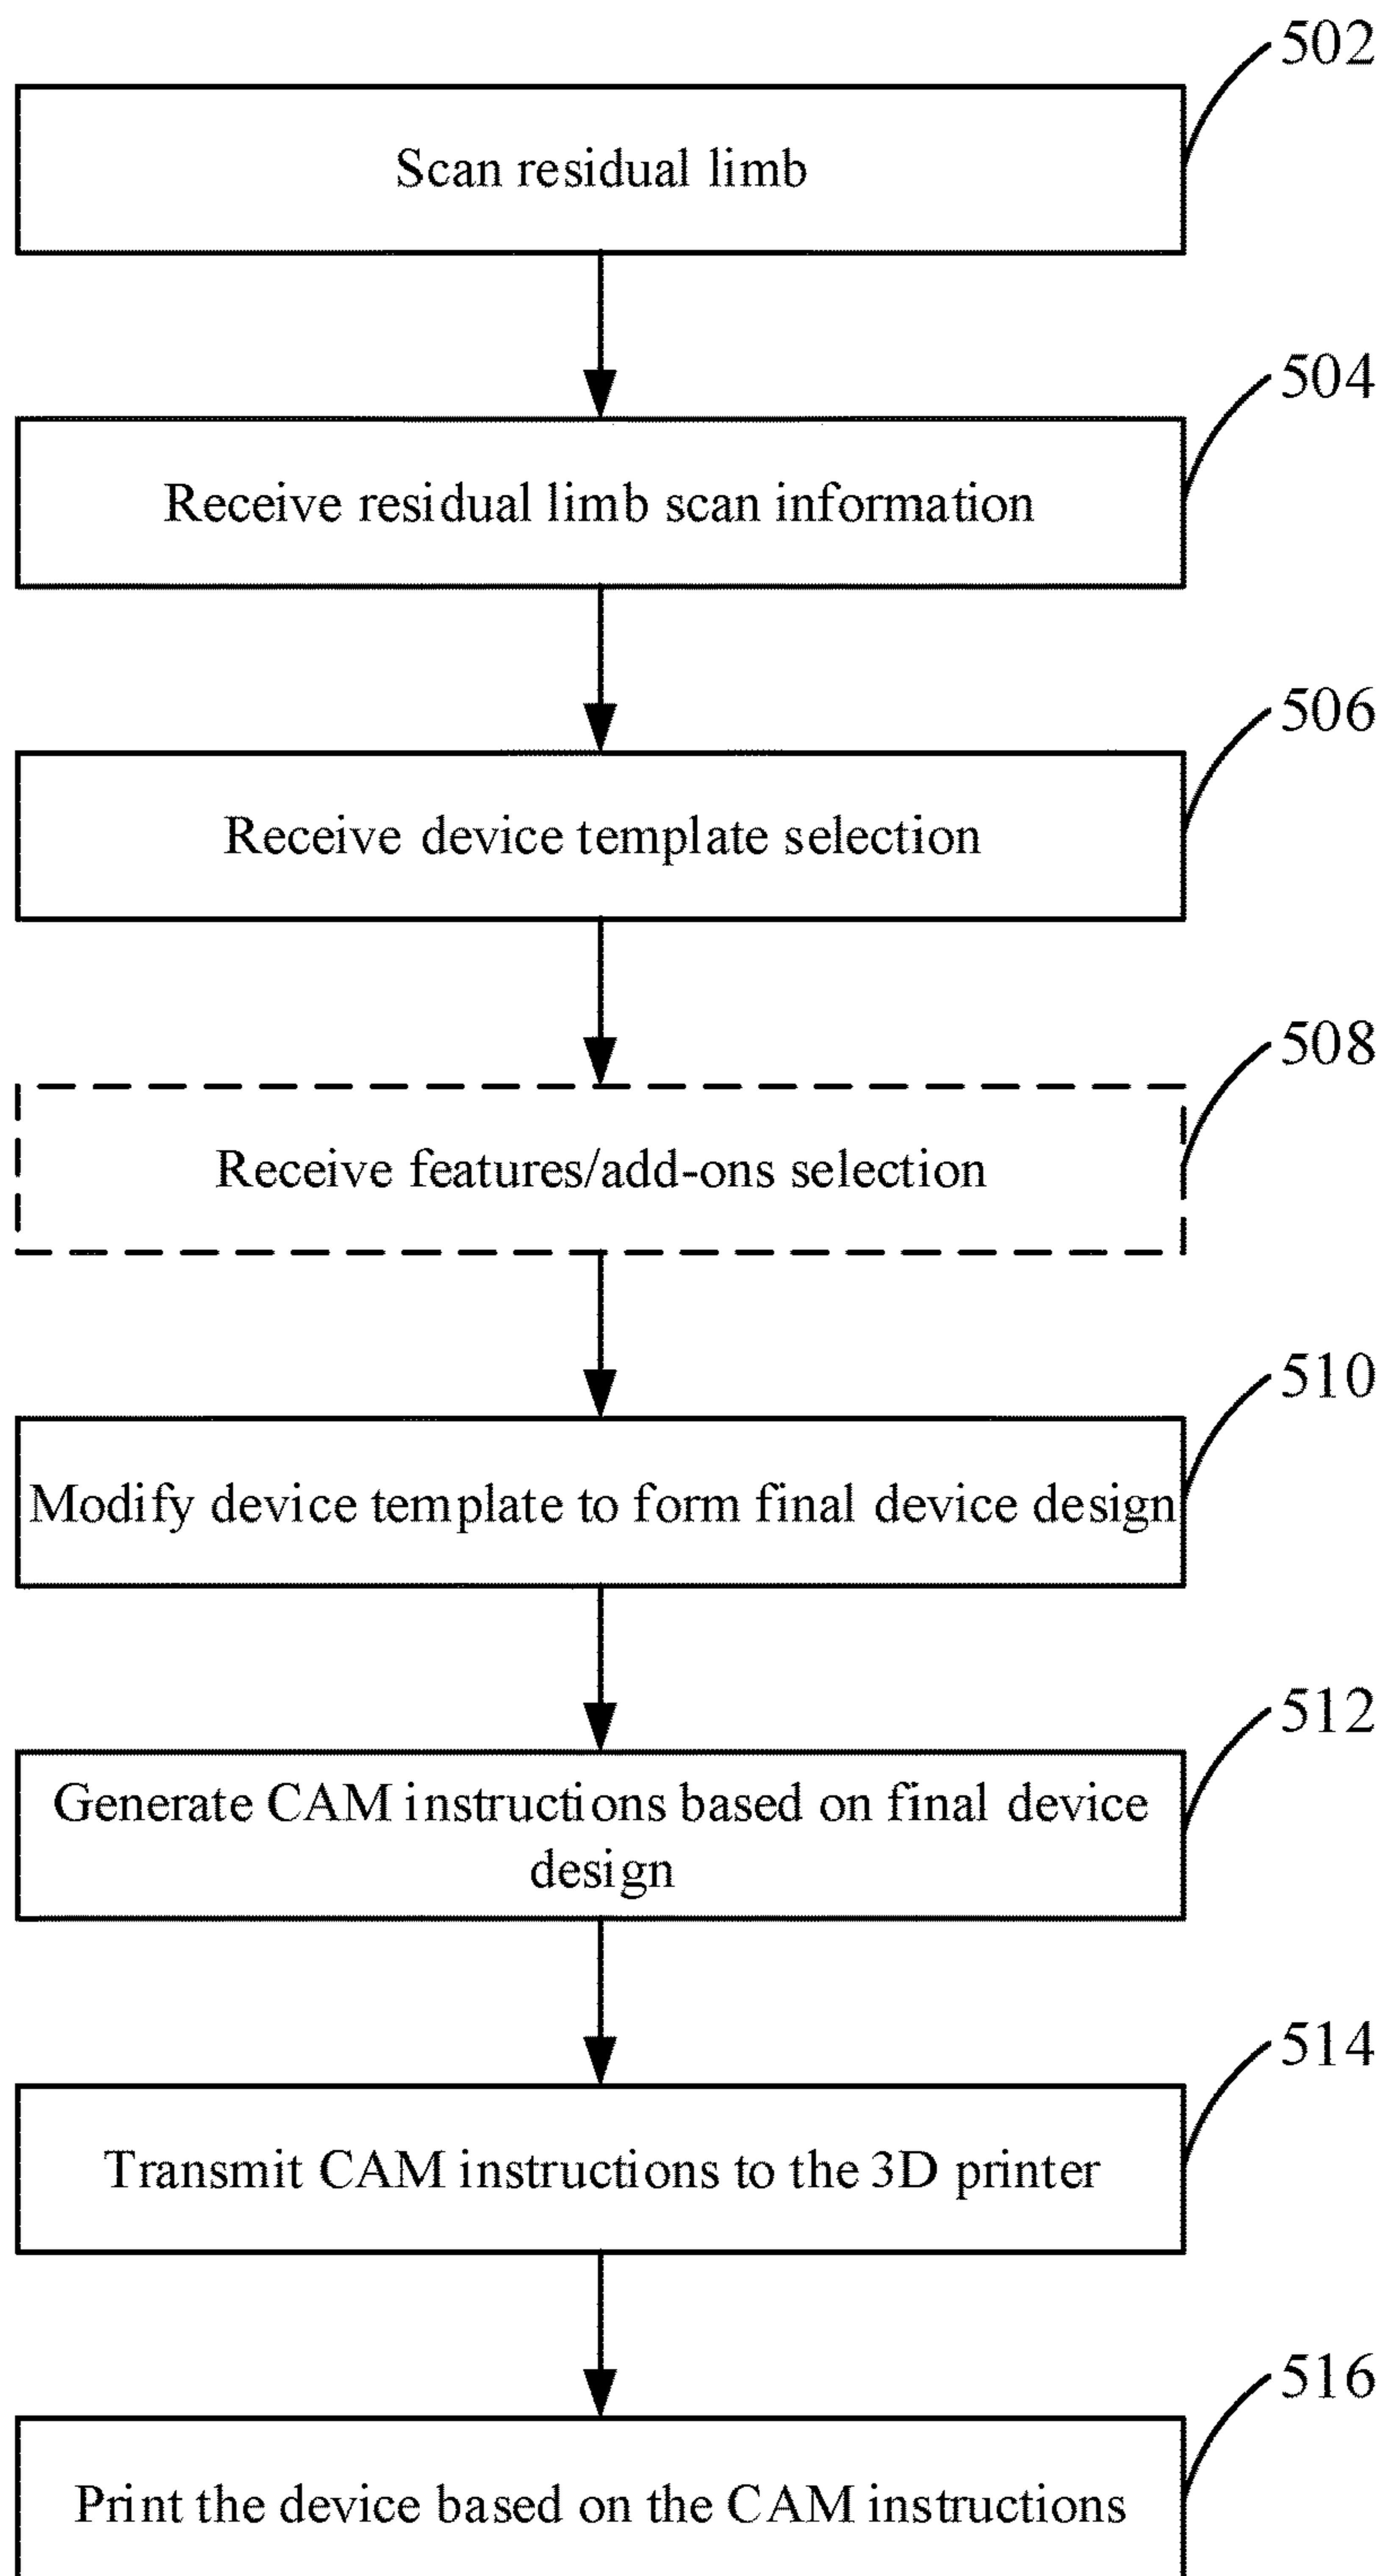 502
Scan residual limb
504
Receive residual limb scan information
506
Receive device template selection
508
Receive features/add-ons selection
510
Modify device template to form final device design
512
Generate CAM instructions based on final device
design
514
Transmit CAM instructions to the 3D printer
516
Print the device based on the CAM instructions